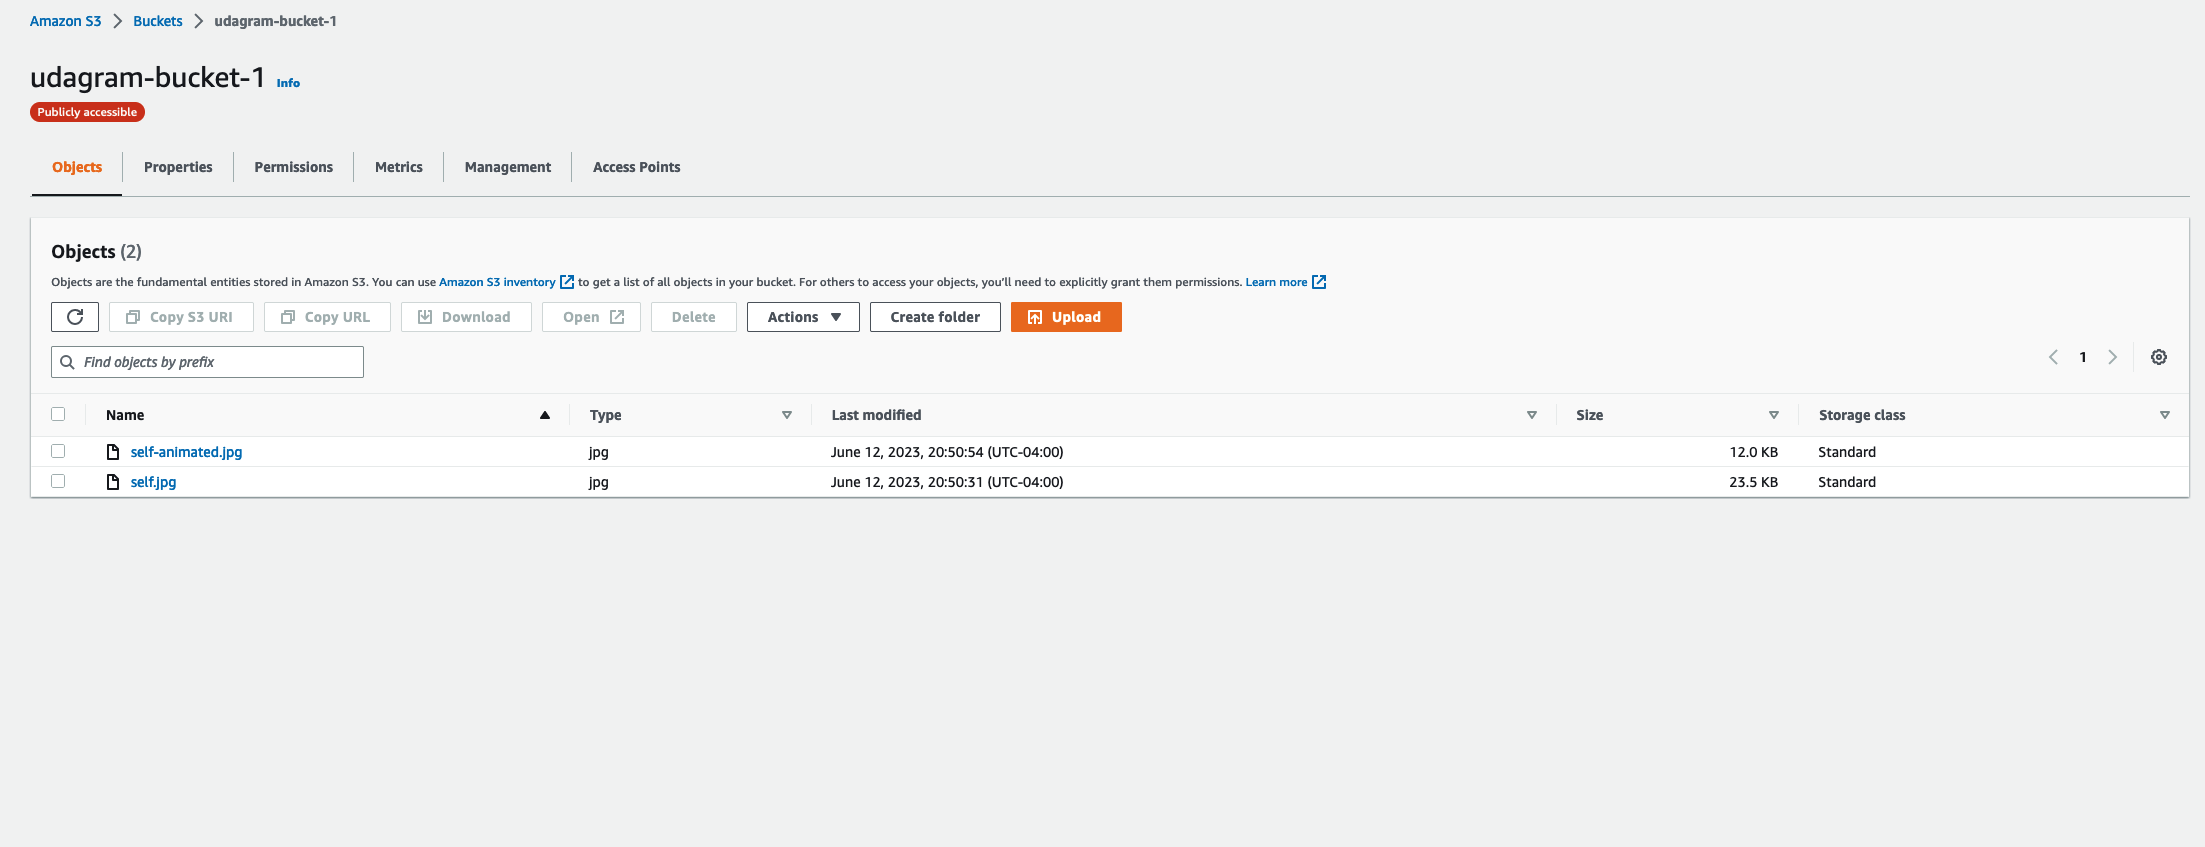 Amazon S3 > Buckets > udagram-bucket-1
udagram-bucket-1 Info
Publicly accessible
Objects Properties Permissions Metrics Management Access Points
Objects (2)
Objects are the fundamental entities stored in Amazon S3. You can use Amazon S3 inventory to get a list of all objects in your bucket. For others to access your objects, you'll need to explicitly grant them permissions. Learn more
Copy S3 URI Copy URL Download Open Delete Actions Create folder Upload
Find objects by prefix
1
Name Type Last modified Size Storage class
self-animated.jpg jpg June 12, 2023, 20:50:54 (UTC-04:00) 12.0 KB Standard
self.jpg jpg June 12, 2023, 20:50:31 (UTC-04:00) 23.5 KB Standard